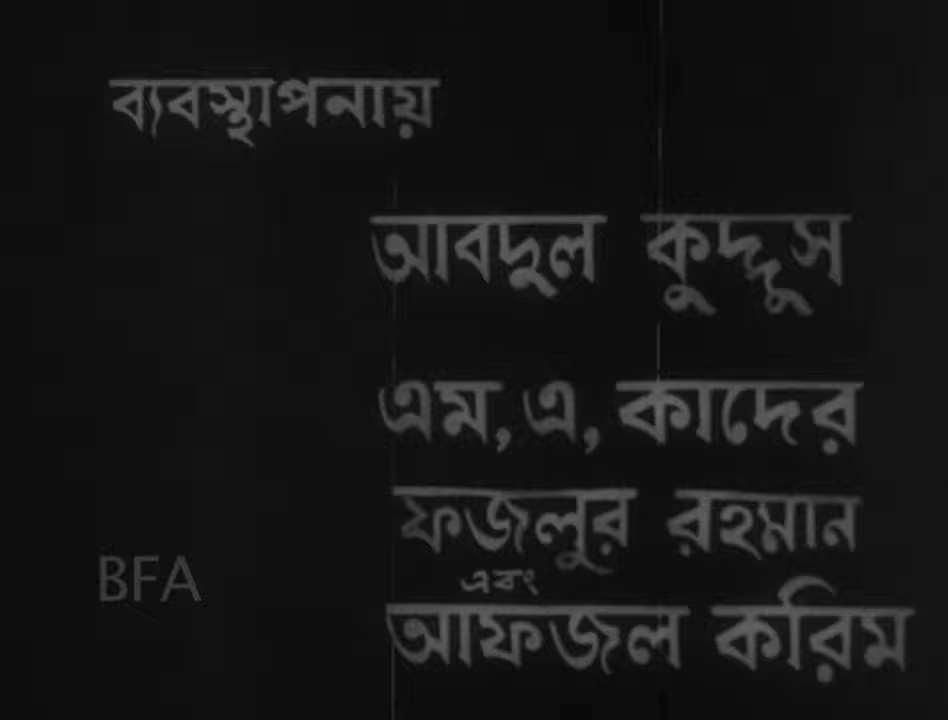 ব্যবস্থাপনায়
আবদুল কুদ্দুস
এম, এ, কাদের
ফজলুর রহমান
এবং
আফজল করিম
BFA